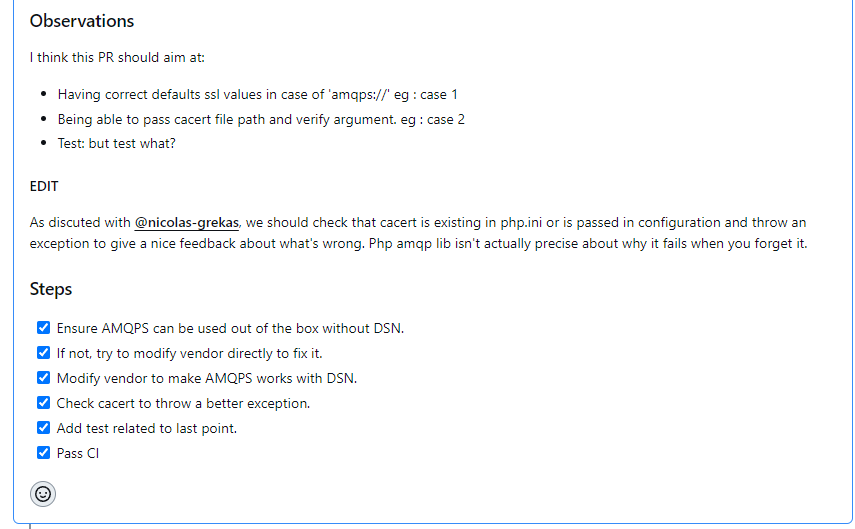 Observations
I think this PR should aim at:
Having correct defaults ssl values in case of 'amqps://' eg : case 1
Being able to pass cacert file path and verify argument. eg : case 2
Test: but test what?
EDIT
As discuted with @nicolas-grekas, we should check that cacert is existing in php.ini or is passed in configuration and throw an
exception to give a nice feedback about what's wrong. Php amqp lib isn't actually precise about why it fails when you forget it.
Steps
Ensure AMQPS can be used out of the box without DSN.
If not, try to modify vendor directly to fix it.
Modify vendor to make AMQPS works with DSN.
Check cacert to throw a better exception.
Add test related to last point.
Pass CI